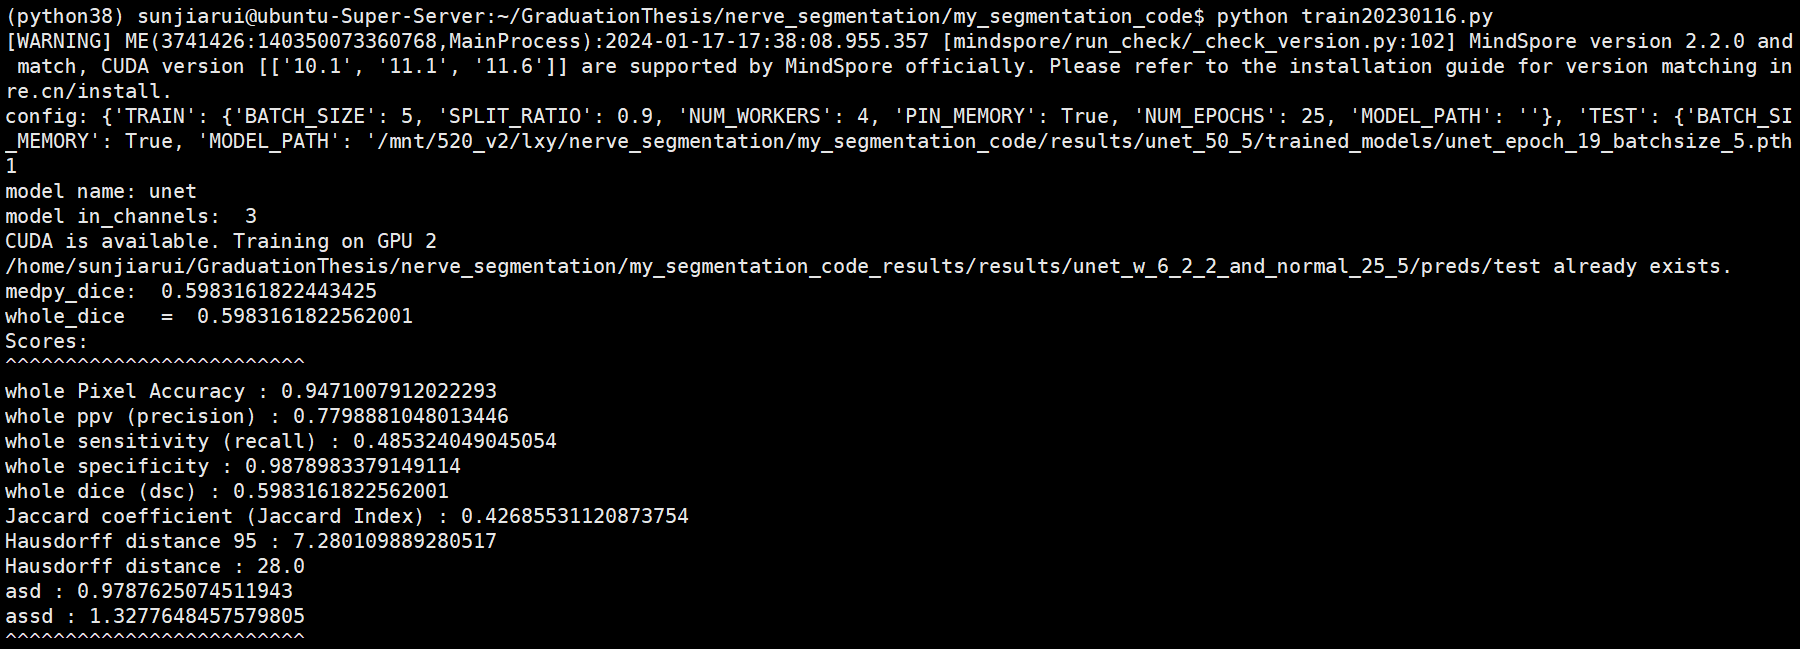 (python38) sunjiarui@ubuntu-Super-Server:~/GraduationThesis/nerve_segmentation/my_segmentation_code$ python train20230116.py
[WARNING] ME(3741426:140350073360768,MainProcess):2024-01-17-17:38:08.955.357 [mindspore/run_check/_check_version.py:102] MindSpore version 2.2.0 and
 match, CUDA version [['10.1', '11.1', '11.6']] are supported by MindSpore officially. Please refer to the installation guide for version matching in
re.cn/install.
config: {'TRAIN': {'BATCH_SIZE': 5, 'SPLIT_RATIO': 0.9, 'NUM_WORKERS': 4, 'PIN_MEMORY': True, 'NUM_EPOCHS': 25, 'MODEL_PATH': ''}, 'TEST': {'BATCH_SI
_MEMORY': True, 'MODEL_PATH': '/mnt/520_v2/lxy/nerve_segmentation/my_segmentation_code/results/unet_50_5/trained_models/unet_epoch_19_batchsize_5.pth
1
model name: unet
model in_channels:  3
CUDA is available. Training on GPU 2
/home/sunjiarui/GraduationThesis/nerve_segmentation/my_segmentation_code_results/results/unet_w_6_2_2_and_normal_25_5/preds/test already exists.
medpy_dice:  0.5983161822443425
whole_dice   =  0.5983161822562001
Scores:
^^^^^^^^^^^^^^^^^^^^^^^^^
whole Pixel Accuracy : 0.9471007912022293
whole ppv (precision) : 0.7798881048013446
whole sensitivity (recall) : 0.485324049045054
whole specificity : 0.9878983379149114
whole dice (dsc) : 0.5983161822562001
Jaccard coefficient (Jaccard Index) : 0.42685531120873754
Hausdorff distance 95 : 7.280109889280517
Hausdorff distance : 28.0
asd : 0.9787625074511943
assd : 1.3277648457579805
^^^^^^^^^^^^^^^^^^^^^^^^^